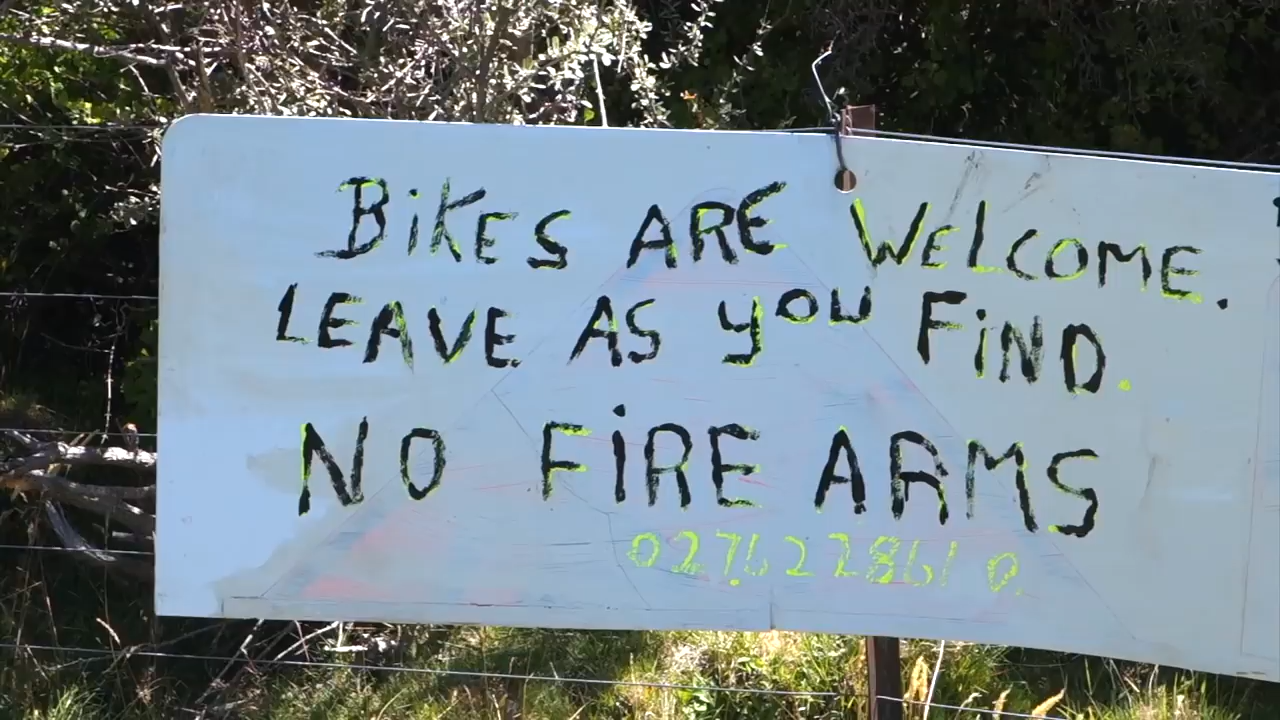 BiKES ARE WELCOME.
LEAVE AS YOU FiND.
NO FiRE ARMS
0276228610